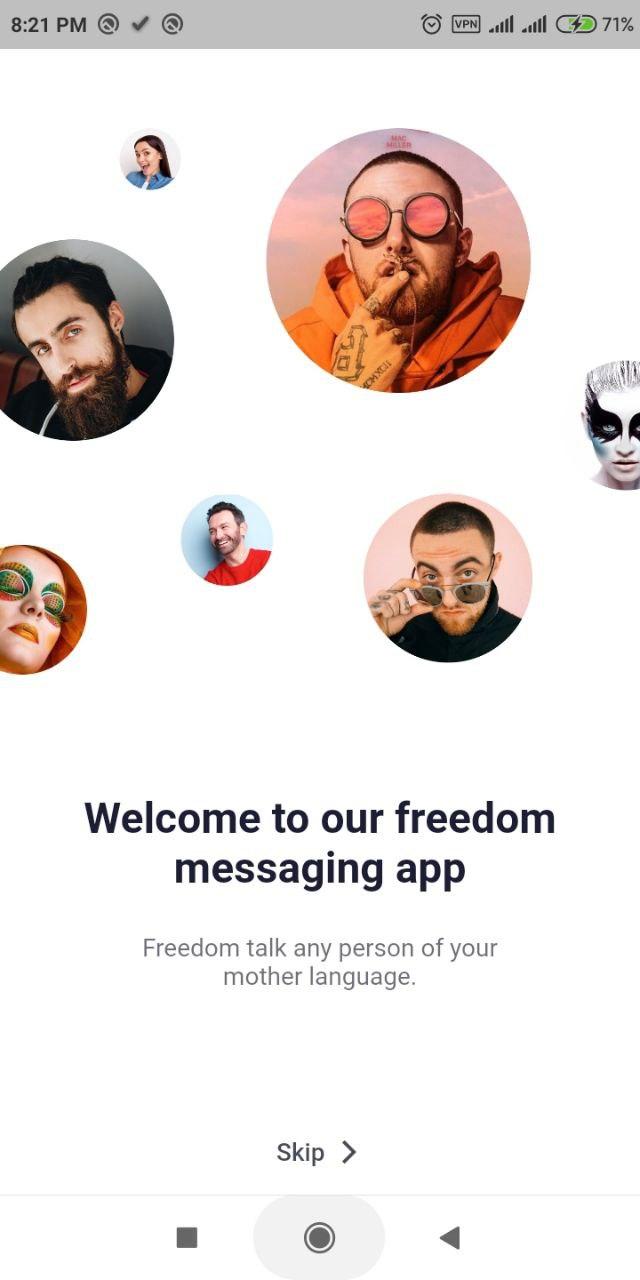 8:21 PM VPN 71%
MAC
MILLER
Welcome to our freedom
messaging app
Freedom talk any person of your
mother language.
Skip